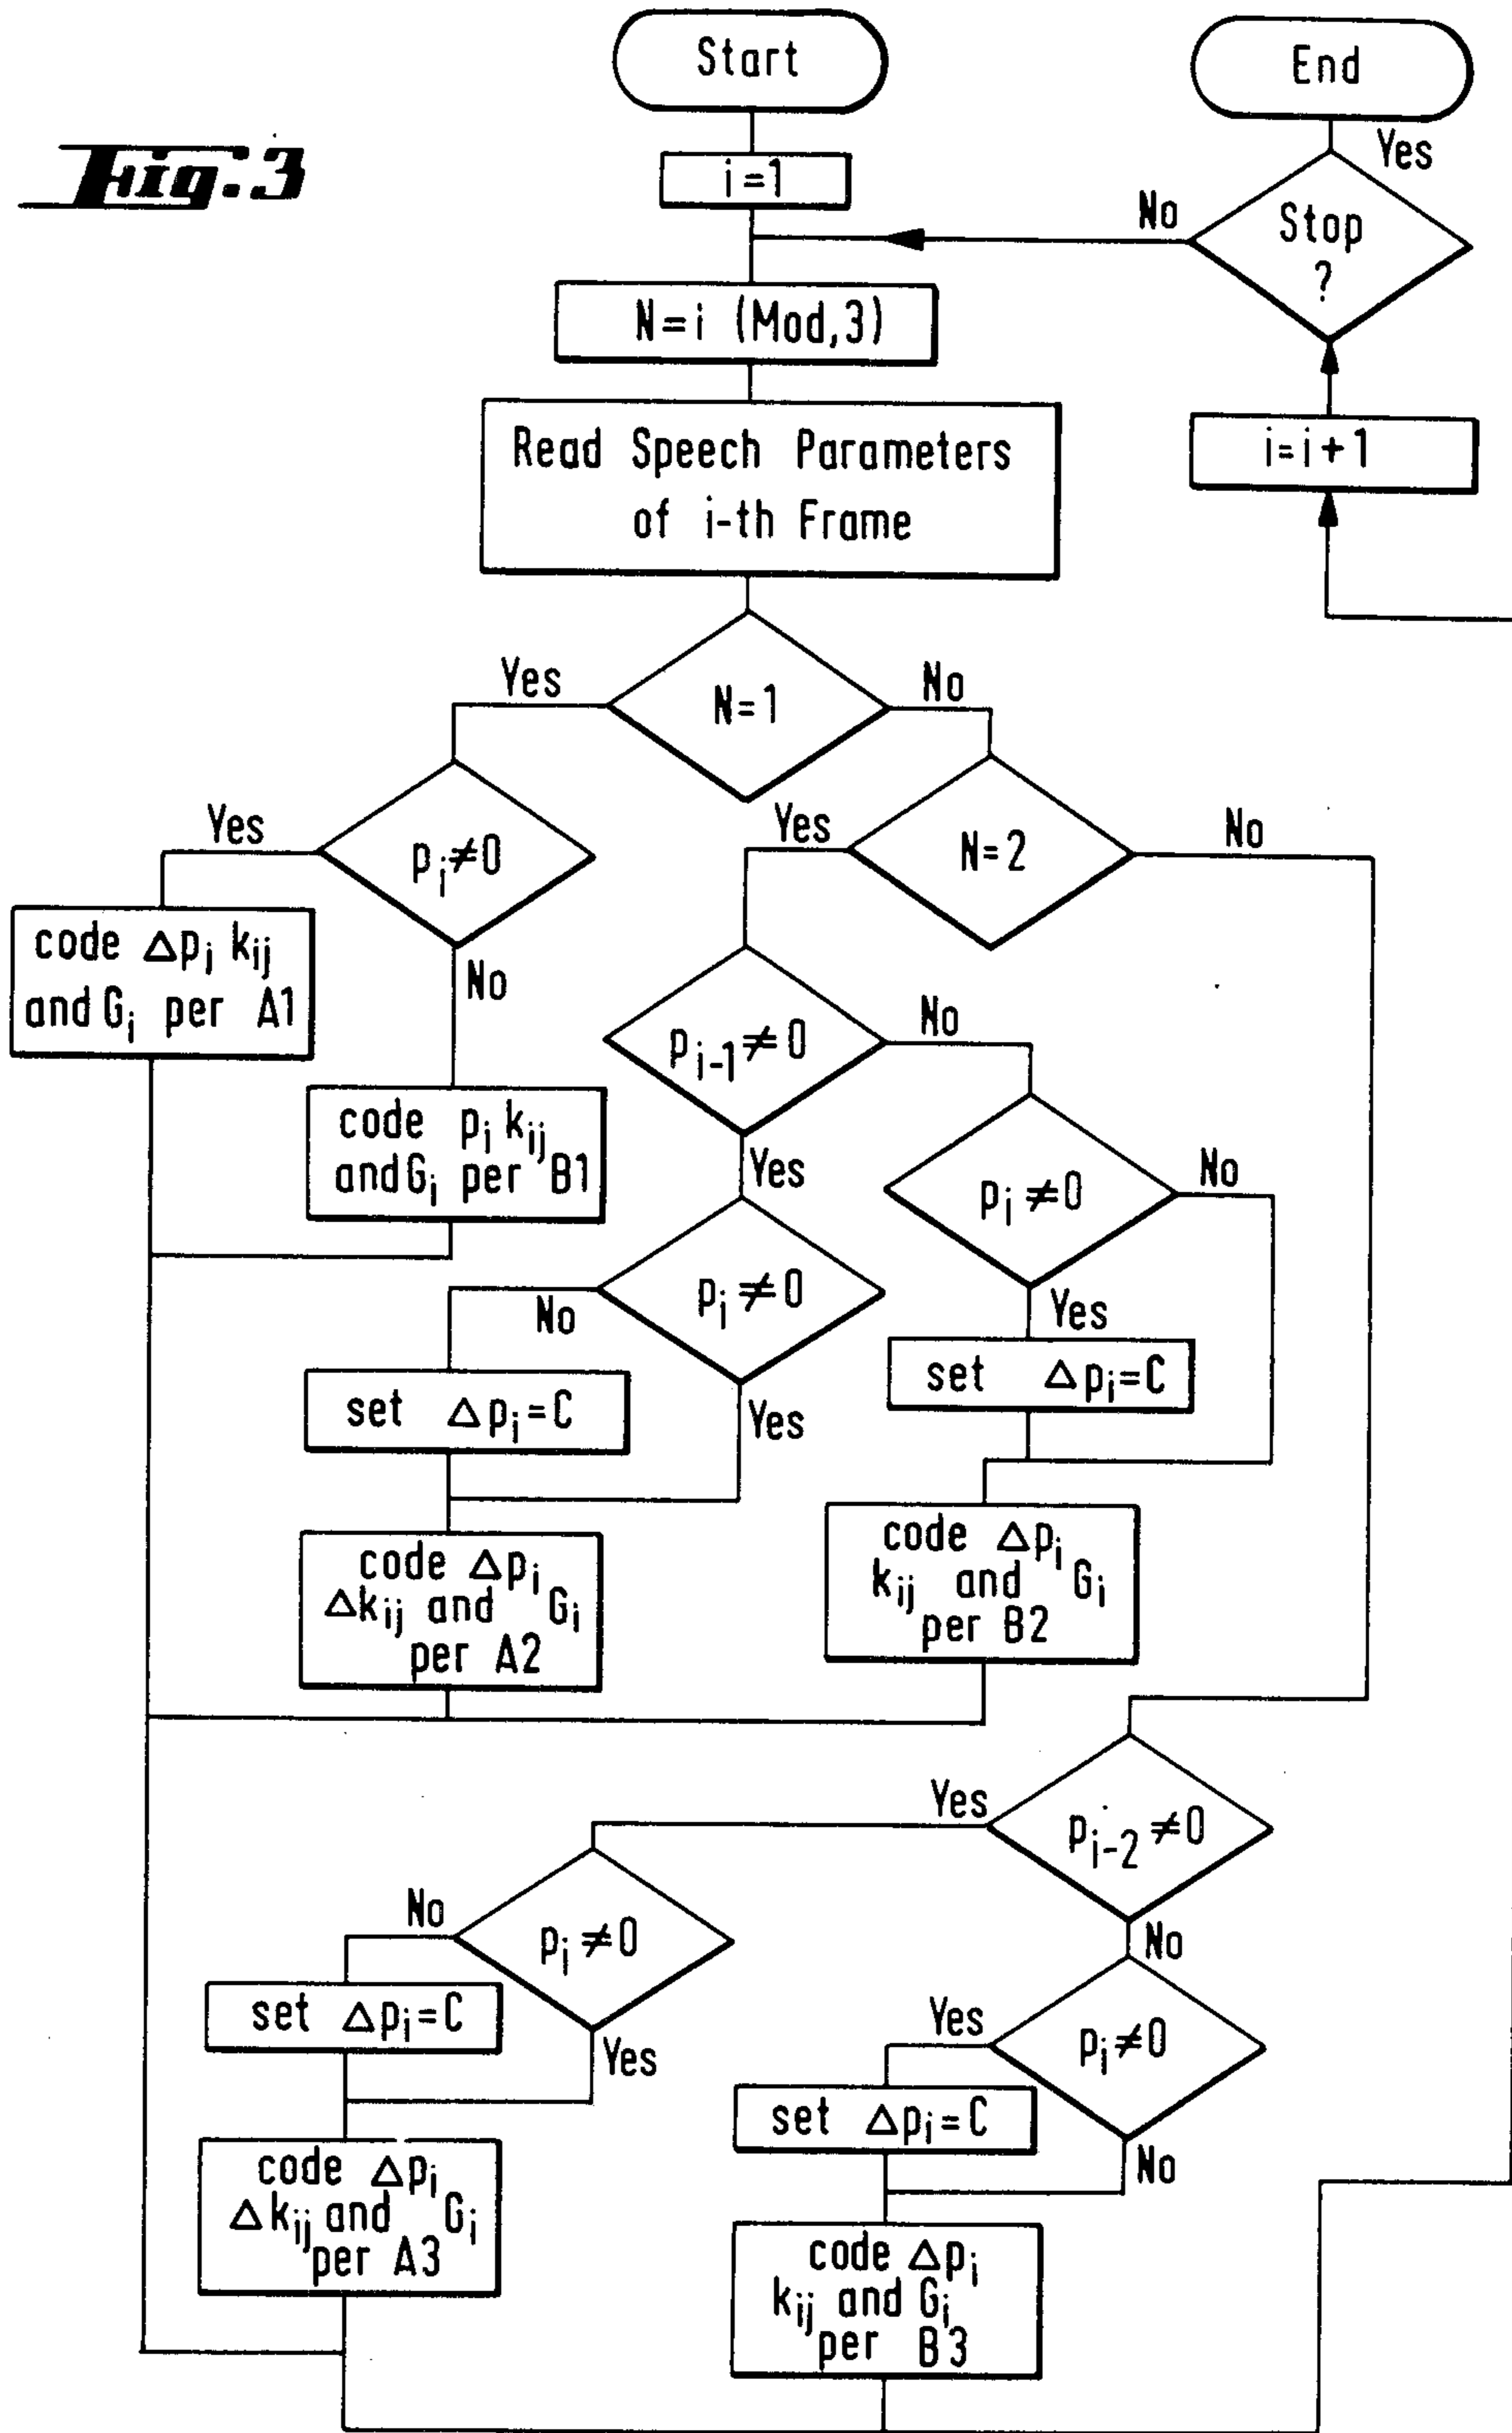 Fig. 3
Start
End
Yes
i=1
No
Stop
?
N=i (Mod,3)
i=i+1
Read Speech Parameters
of i-th Frame
Yes
N=1
No
Yes
p_i≠0
Yes
N=2
No
code Δp_i k_ij
and G_i per A1
No
p_i-1≠0
No
code p_i k_ij
and G_i per B1
Yes
p_i≠0
No
No
p_i≠0
Yes
set Δp_i=C
set Δp_i=C
Yes
code Δp_i
Δk_ij and G_i
per A2
code Δp_i
k_ij and G_i
per B2
Yes
p_i-2≠0
No
No
p_i≠0
Yes
p_i≠0
set Δp_i=C
Yes
set Δp_i=C
No
code Δp_i
Δk_ij and G_i
per A3
code Δp_i
k_ij and G_i
per B3